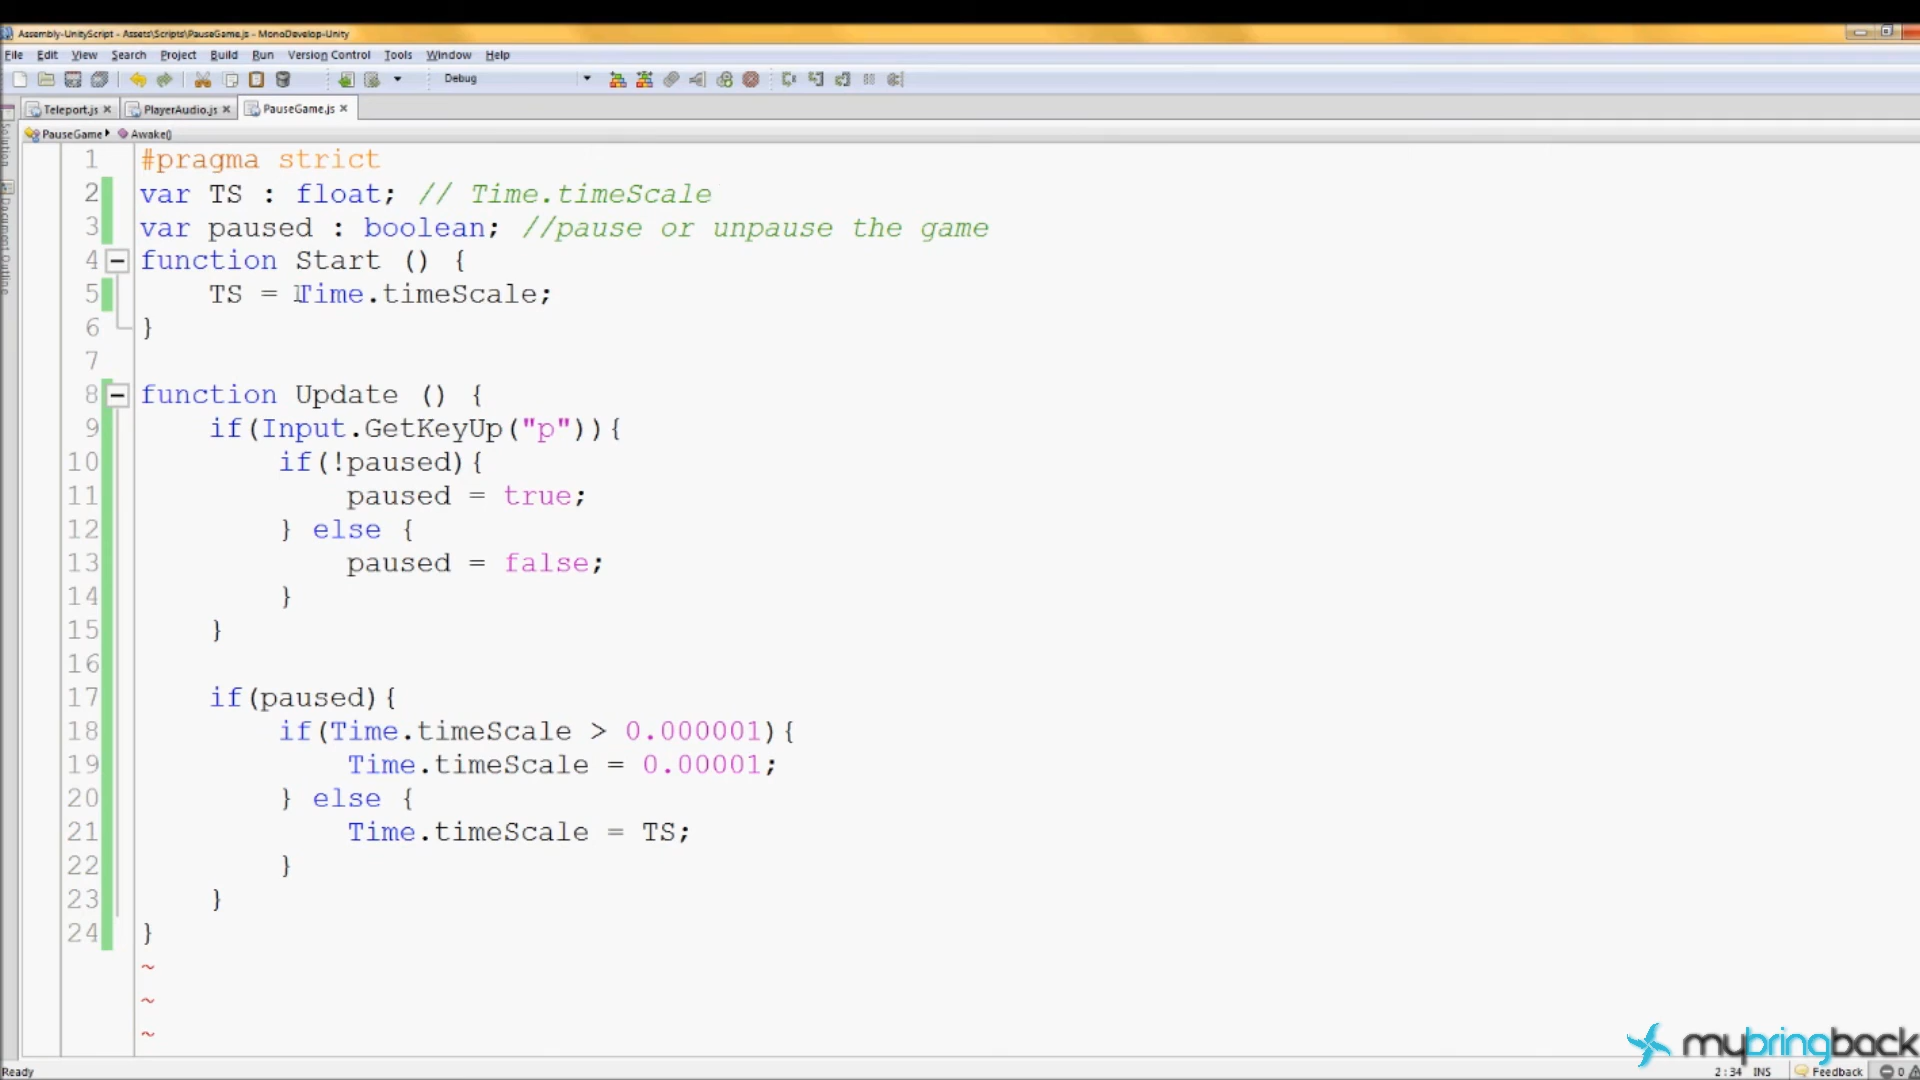 Assembly-UnityScript - Assets\Scripts\PauseGame.js - MonoDevelop-Unity
File Edit View Search Project Build Run Version Control Tools Window Help
Debug
Teleport.js × PlayerAudio.js × PauseGame.js ×
PauseGame Awake()
Solution
Document Outline
1 #pragma strict
2 var TS : float; // Time.timeScale
3 var paused : boolean; //pause or unpause the game
4 function Start () {
5 TS = Time.timeScale;
6 }
7
8 function Update () {
9 if(Input.GetKeyUp("p")){
10 if(!paused){
11 paused = true;
12 } else {
13 paused = false;
14 }
15 }
16
17 if(paused){
18 if(Time.timeScale > 0.000001){
19 Time.timeScale = 0.00001;
20 } else {
21 Time.timeScale = TS;
22 }
23 }
24 }
~
~
~
mybringback
Ready 2:34 INS Feedback 0